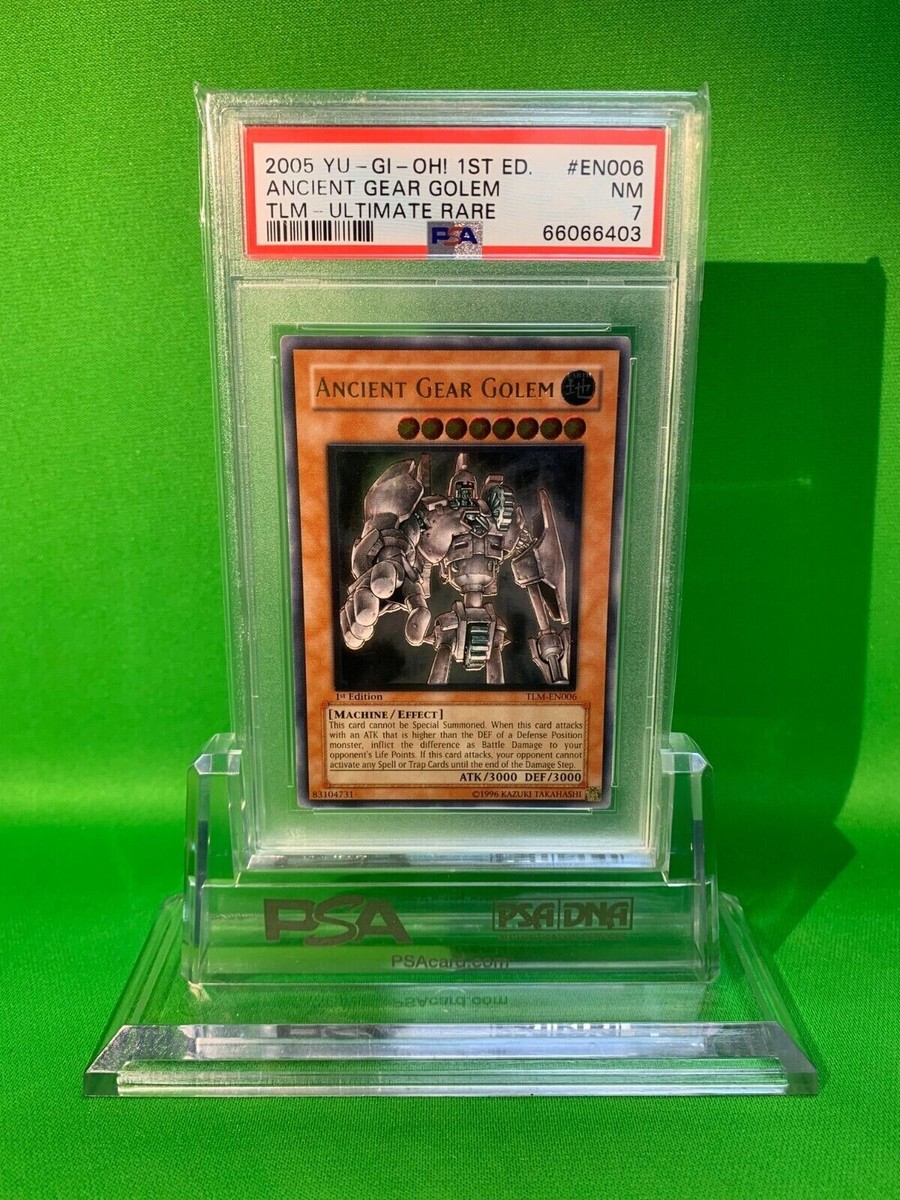 2005 YU-GI-OH! 1ST ED. #EN006
ANCIENT GEAR GOLEM NM
TLM - ULTIMATE RARE 7
PSA 66066403
ANCIENT GEAR GOLEM 地
1st Edition TLM-EN006
[MACHINE/EFFECT]
This card cannot be Special Summoned. When this card attacks
with an ATK that is higher than the DEF of a Defense Position
monster, inflict the difference as Battle Damage to your
opponent's Life Points. If this card attacks, your opponent cannot
activate any Spell or Trap Cards until the end of the Damage Step.
ATK/3000 DEF/3000
83104731 ©1996 KAZUKI TAKAHASHI
PSA PSA DNA
PSAcard.com